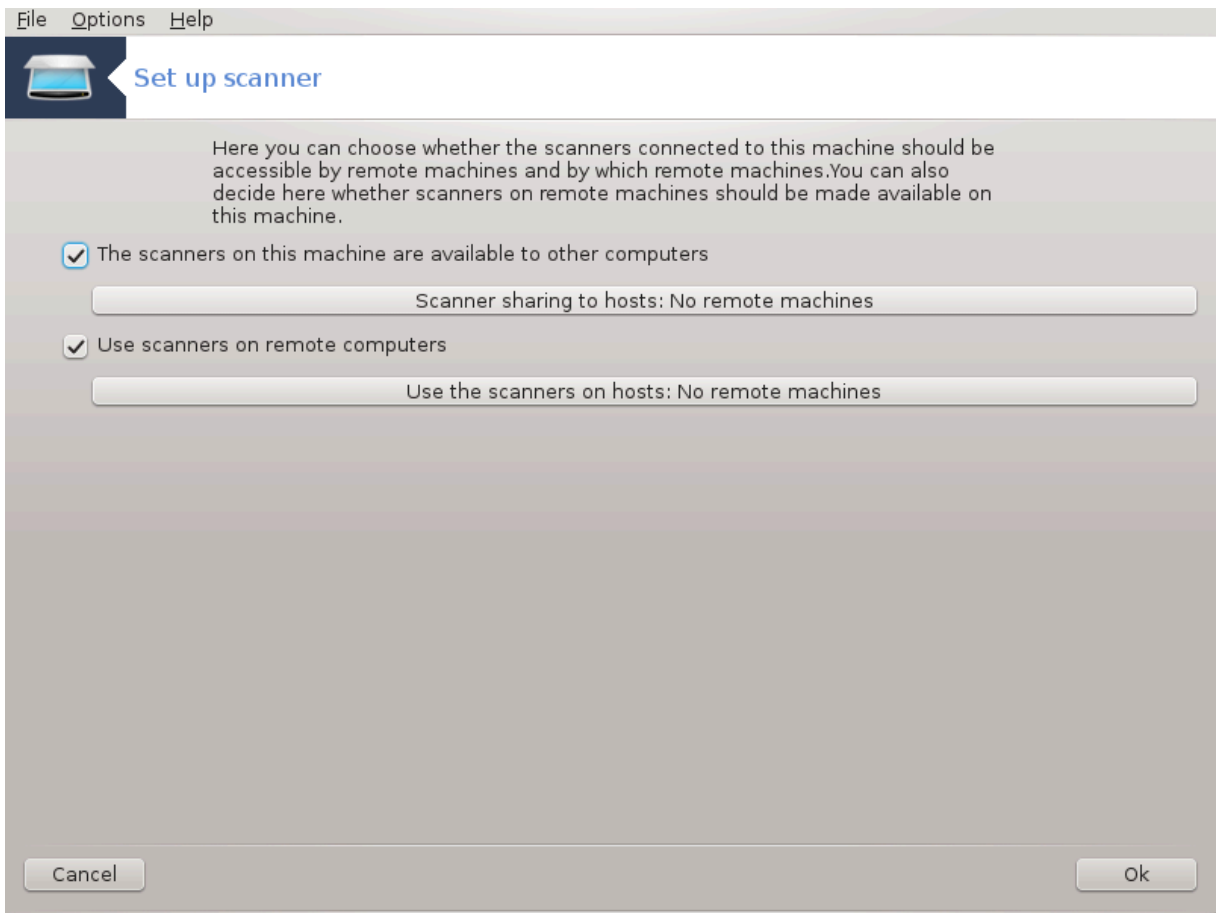 File Options Help
Set up scanner
Here you can choose whether the scanners connected to this machine should be
accessible by remote machines and by which remote machines.You can also
decide here whether scanners on remote machines should be made available on
this machine.
The scanners on this machine are available to other computers
Scanner sharing to hosts: No remote machines
Use scanners on remote computers
Use the scanners on hosts: No remote machines
Cancel Ok